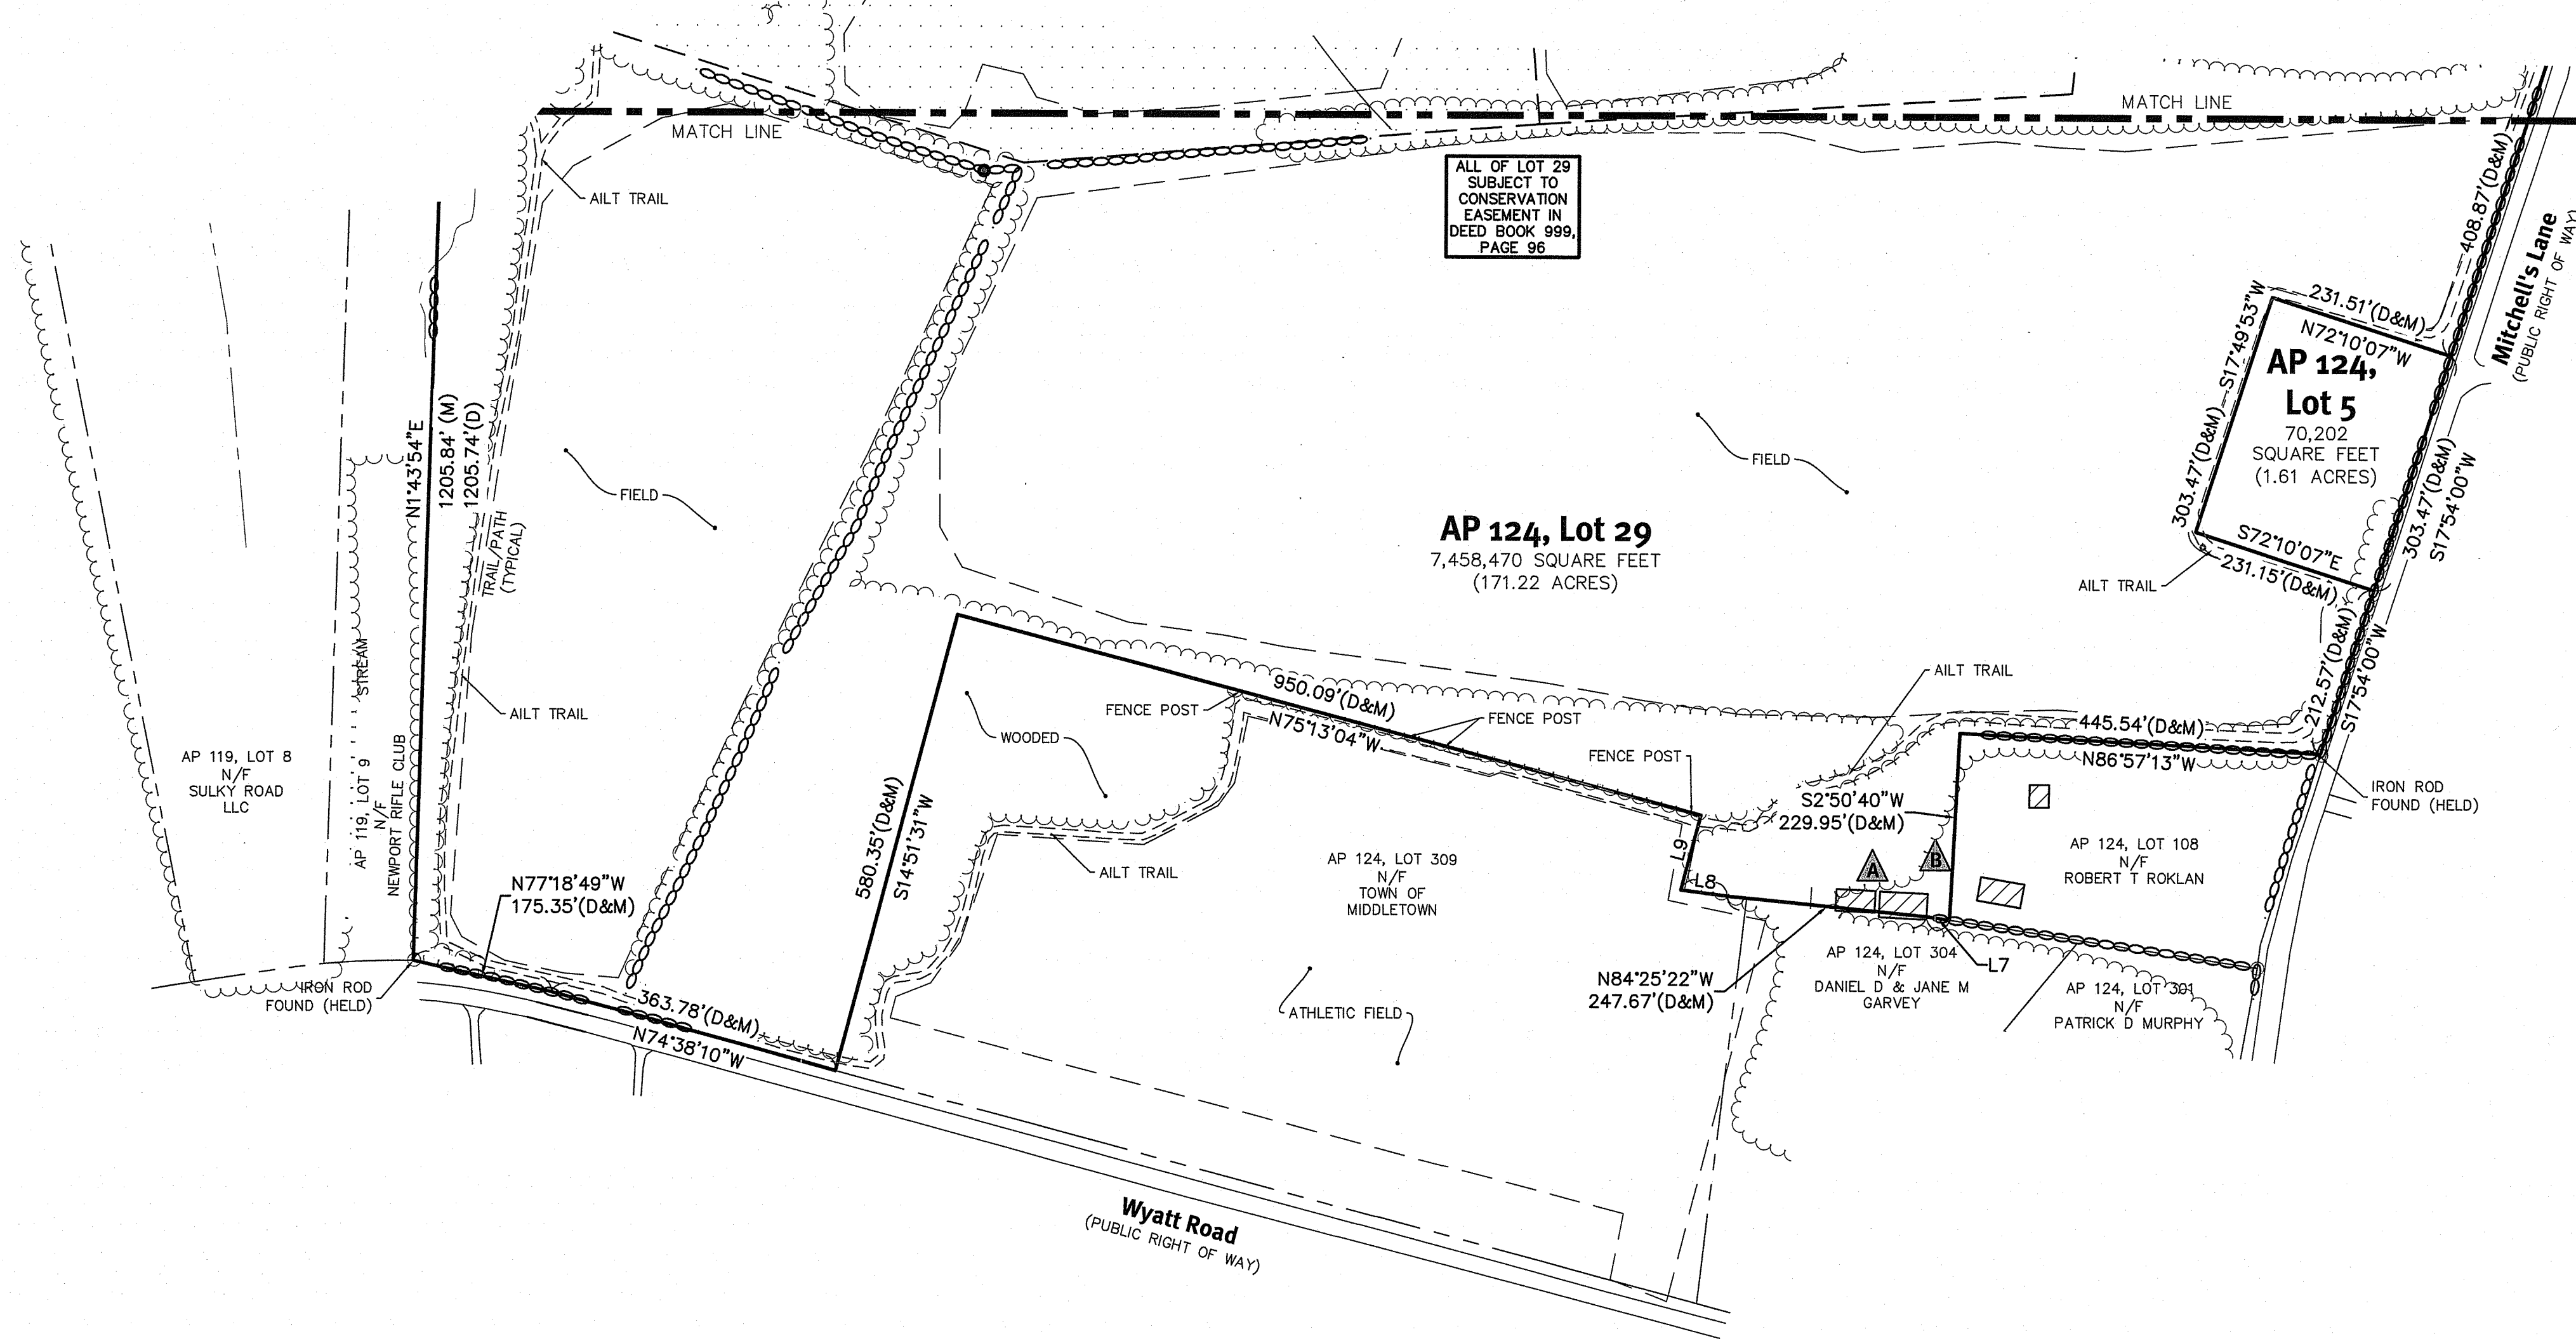 MATCH LINE
MATCH LINE
AILT TRAIL
ALL OF LOT 29
SUBJECT TO
CONSERVATION
EASEMENT IN
DEED BOOK 999,
PAGE 96
408.87'(D&M)
Mitchell's Lane
(PUBLIC RIGHT OF WAY)
231.51'(D&M)
N72°10'07"W
S17°49'53"W
303.47'(D&M)
AP 124,
Lot 5
70,202
SQUARE FEET
(1.61 ACRES)
S72°10'07"E
231.15'(D&M)
303.47'(D&M)
S17°54'00"W
AILT TRAIL
N1°43'54"E
1205.84' (M)
1205.74'(D)
TRAIL/PATH
(TYPICAL)
FIELD
FIELD
AP 124, Lot 29
7,458,470 SQUARE FEET
(171.22 ACRES)
STREAM
AILT TRAIL
AP 119, LOT 8
N/F
SULKY ROAD
LLC
AP 119, LOT 9
N/F
NEWPORT RIFLE CLUB
950.09'(D&M)
N75°13'04"W
FENCE POST
FENCE POST
FENCE POST
WOODED
AILT TRAIL
212.57'(D&M)
S17°54'00"W
445.54'(D&M)
N86°57'13"W
IRON ROD
FOUND (HELD)
S2°50'40"W
229.95'(D&M)
580.35'(D&M)
S14°51'31"W
AILT TRAIL
AP 124, LOT 309
N/F
TOWN OF
MIDDLETOWN
L9
L8
A
B
AP 124, LOT 108
N/F
ROBERT T ROKLAN
N77°18'49"W
175.35'(D&M)
IRON ROD
FOUND (HELD)
363.78'(D&M)
N74°38'10"W
ATHLETIC FIELD
N84°25'22"W
247.67'(D&M)
AP 124, LOT 304
N/F
DANIEL D & JANE M
GARVEY
L7
AP 124, LOT 301
N/F
PATRICK D MURPHY
Wyatt Road
(PUBLIC RIGHT OF WAY)